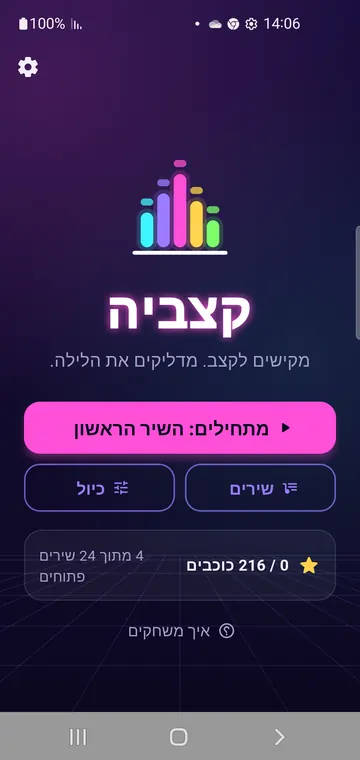 100% 14:06
קצביה
מקישים לקצב. מדליקים את הלילה.
מתחילים: השיר הראשון
שירים
כיול
0 / 216 כוכבים
4 מתוך 24 שירים
פתוחים
איך משחקים